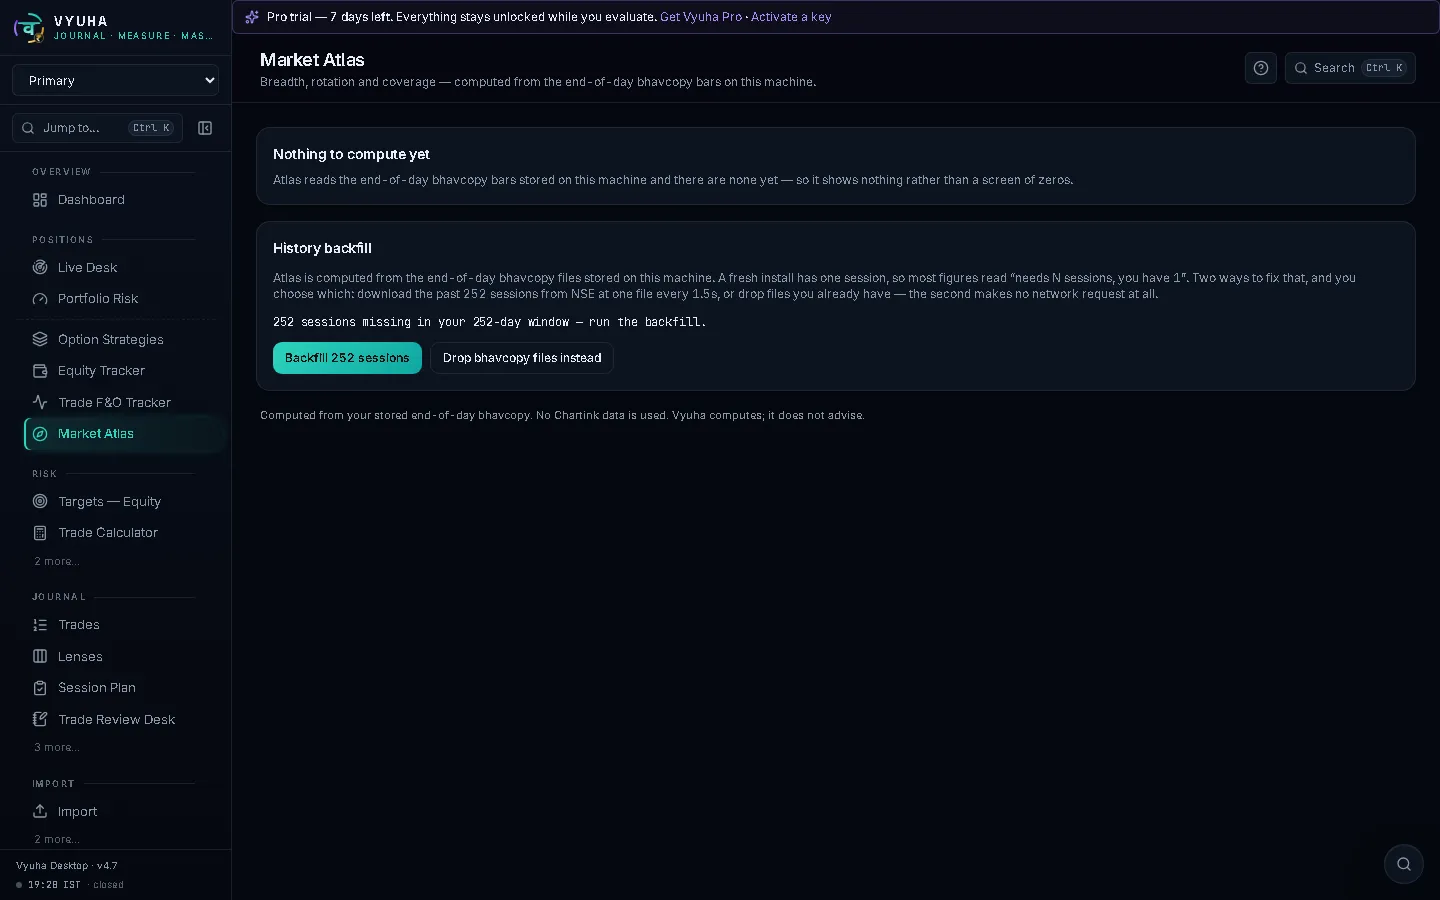 VYUHA
JOURNAL · MEASURE · MAS...
Primary
Jump to... Ctrl K
OVERVIEW
Dashboard
POSITIONS
Live Desk
Portfolio Risk
Option Strategies
Equity Tracker
Trade F&O Tracker
Market Atlas
RISK
Targets — Equity
Trade Calculator
2 more...
JOURNAL
Trades
Lenses
Session Plan
Trade Review Desk
3 more...
IMPORT
Import
2 more...
Vyuha Desktop · v4.7
19:28 IST · closed
Pro trial — 7 days left. Everything stays unlocked while you evaluate. Get Vyuha Pro · Activate a key
Market Atlas
Breadth, rotation and coverage — computed from the end-of-day bhavcopy bars on this machine.
Search Ctrl K
Nothing to compute yet
Atlas reads the end-of-day bhavcopy bars stored on this machine and there are none yet — so it shows nothing rather than a screen of zeros.
History backfill
Atlas is computed from the end-of-day bhavcopy files stored on this machine. A fresh install has one session, so most figures read “needs N sessions, you have 1”. Two ways to fix that, and you
choose which: download the past 252 sessions from NSE at one file every 1.5s, or drop files you already have — the second makes no network request at all.
252 sessions missing in your 252-day window — run the backfill.
Backfill 252 sessions
Drop bhavcopy files instead
Computed from your stored end-of-day bhavcopy. No Chartink data is used. Vyuha computes; it does not advise.